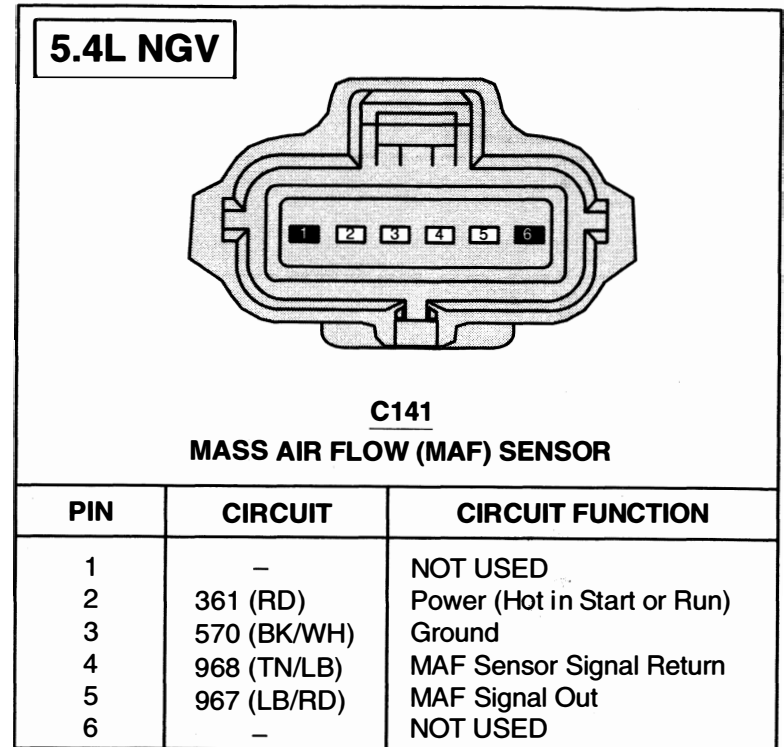 5.4L NGV
1 2 3 4 5 6
C141
MASS AIR FLOW (MAF) SENSOR
PIN CIRCUIT CIRCUIT FUNCTION
1 – NOT USED
2 361 (RD) Power (Hot in Start or Run)
3 570 (BK/WH) Ground
4 968 (TN/LB) MAF Sensor Signal Return
5 967 (LB/RD) MAF Signal Out
6 – NOT USED